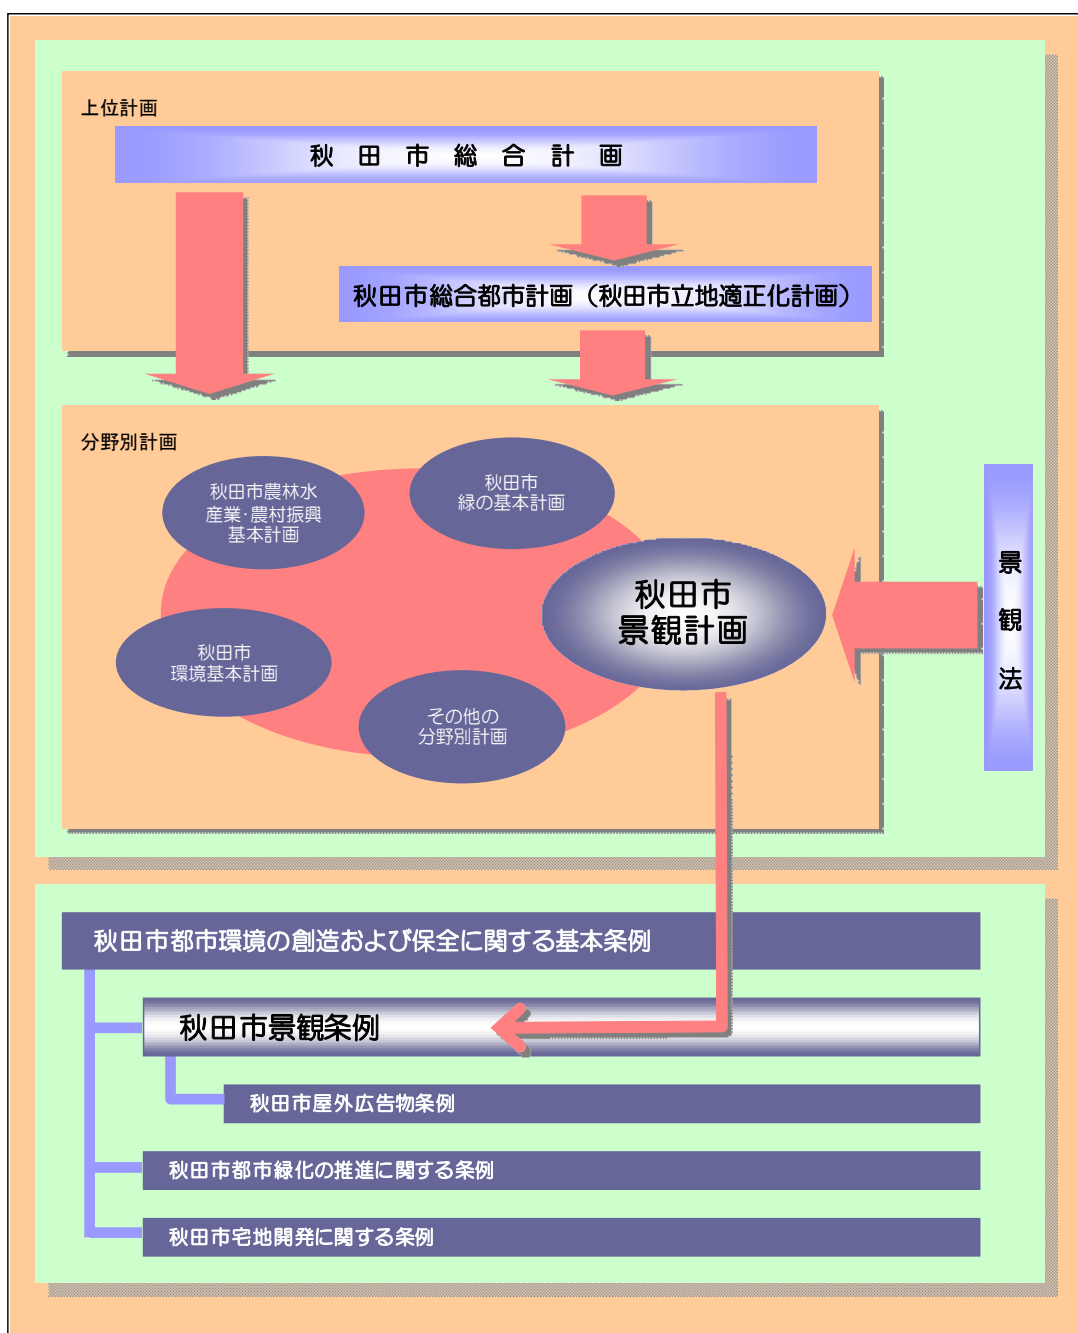 上位計画
秋田市総合計画
秋田市総合都市計画（秋田市立地適正化計画）
分野別計画
秋田市農林水
産業・農村振興
基本計画
秋田市
緑の基本計画
秋田市
景観計画
秋田市
環境基本計画
その他の
分野別計画
景観法
秋田市都市環境の創造および保全に関する基本条例
秋田市景観条例
秋田市屋外広告物条例
秋田市都市緑化の推進に関する条例
秋田市宅地開発に関する条例